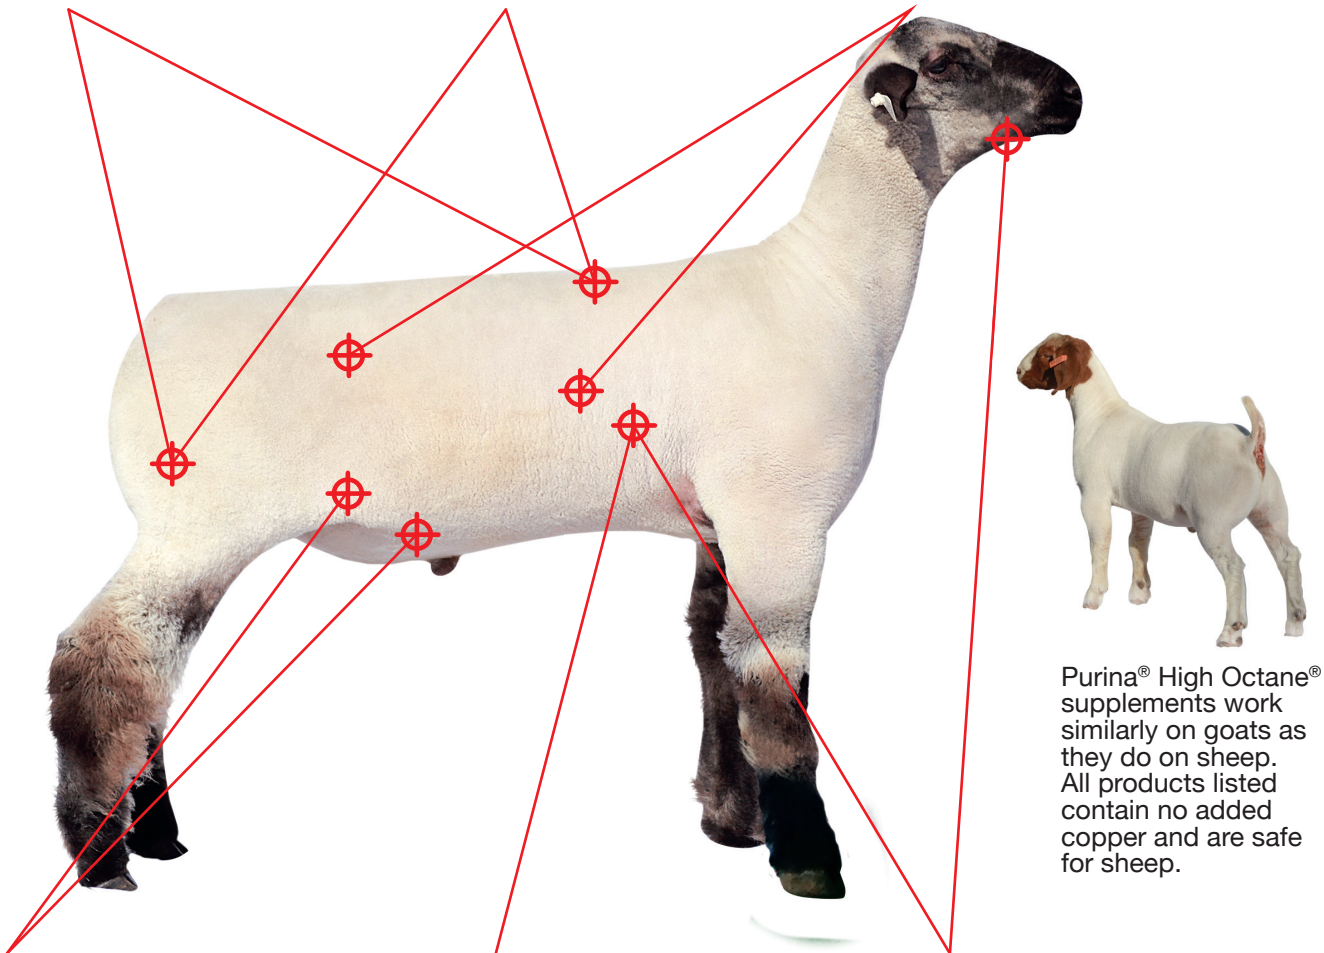 Purina® High Octane®
supplements work
similarly on goats as
they do on sheep.
All products listed
contain no added
copper and are safe
for sheep.